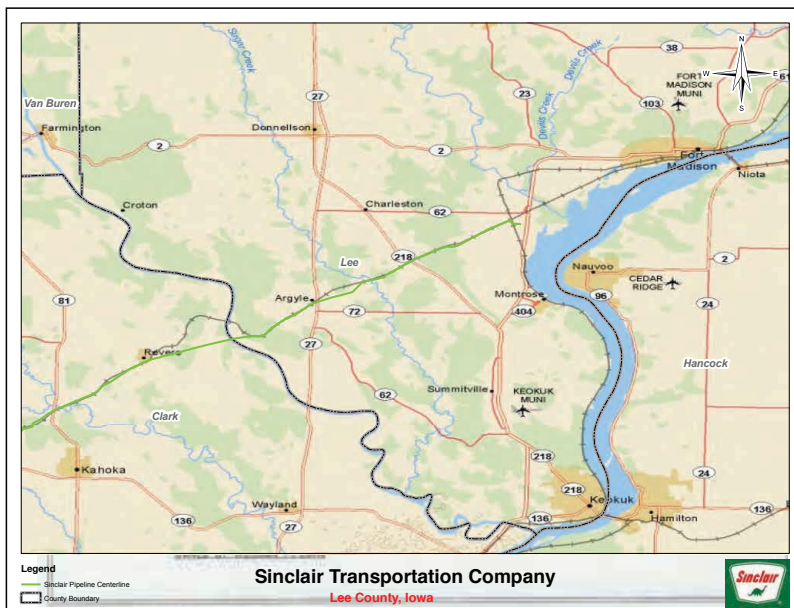 38
N
W
E
S
FORT
MADISON
MUNI
61
Devils Creek
Sugar Creek
27
23
103
Devils Creek
Van Buren
Farmington
Donnellson
2
2
Fort
Madison
Niota
Croton
Charleston
62
Lee
218
Nauvoo
2
CEDAR
RIDGE
81
Argyle
Montrose
96
24
72
404
Revere
27
Hancock
Summitville
KEOKUK
MUNI
62
Clark
218
24
Kahoka
218
Keokuk
Wayland
136
136
Hamilton
136
27
Legend
Sinclair Pipeline Centerline
County Boundary
Sinclair Transportation Company
Lee County, Iowa
Sinclair